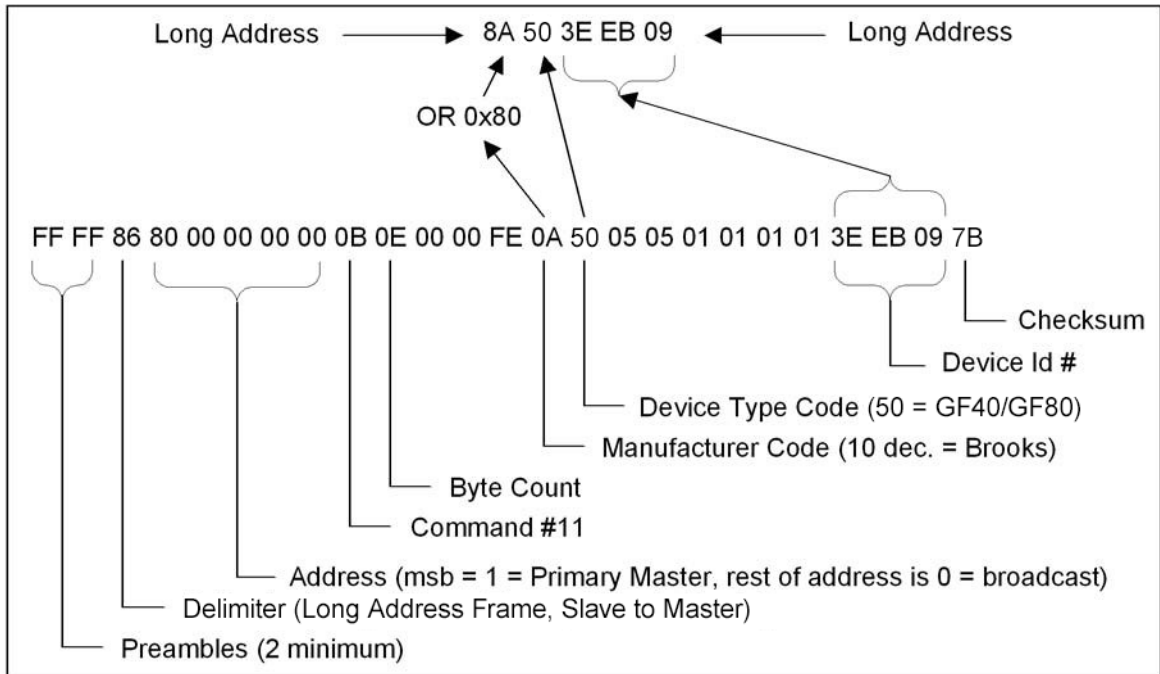 Long Address 8A 50 3E EB 09 Long Address
OR 0x80
FF FF 86 80 00 00 00 00 0B 0E 00 00 FE 0A 50 05 05 01 01 01 01 3E EB 09 7B
Checksum
Device Id #
Device Type Code (50 = GF40/GF80)
Manufacturer Code (10 dec. = Brooks)
Byte Count
Command #11
Address (msb = 1 = Primary Master, rest of address is 0 = broadcast)
Delimiter (Long Address Frame, Slave to Master)
Preambles (2 minimum)